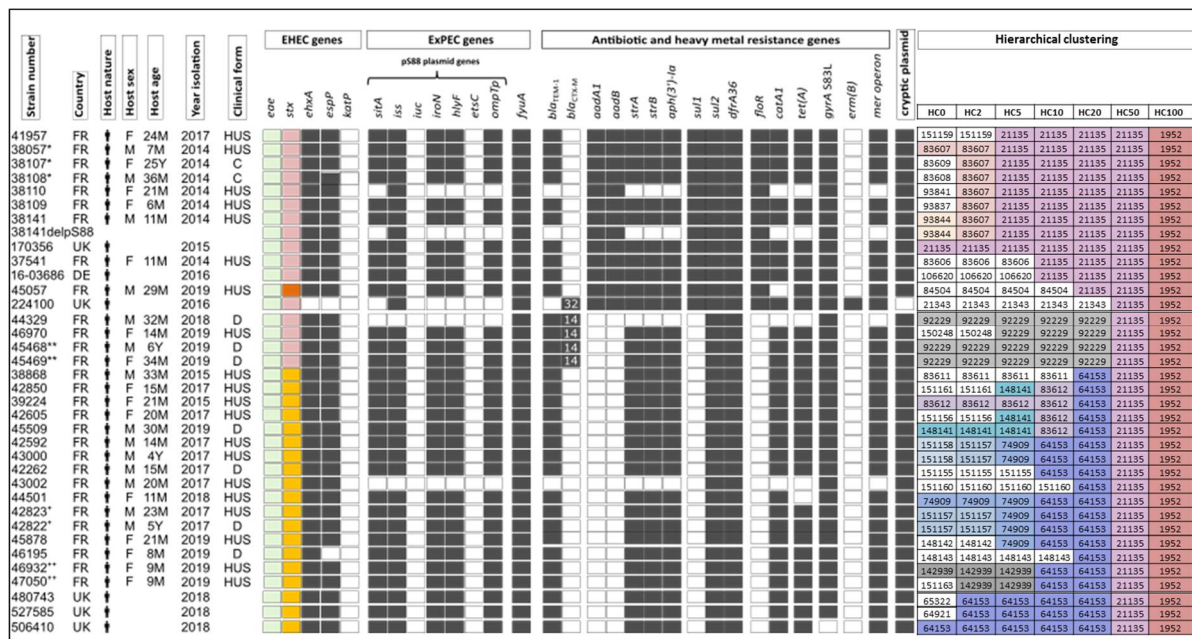 EHEC genes ExPEC genes Antibiotic and heavy metal resistance genes Hierarchical clustering
pS88 plasmid genes
Strain number Country Host nature Host sex Host age Year isolation Clinical form eae stx ehxA espP katP sitA iss iuc iroN hlyF etsC ompTp fyuA blaTEM-1 blaCTX-M aadA1 aadB strA strB aph(3')-Ia sul1 sul2 dfrA36 floR catA1 tet(A) gyrA S83L erm(B) mer operon cryptic plasmid HC0 HC2 HC5 HC10 HC20 HC50 HC100
41957 FR F 24M 2017 HUS 151159 151159 21135 21135 21135 21135 1952
38057* FR M 7M 2014 HUS 83607 83607 21135 21135 21135 21135 1952
38107* FR F 25Y 2014 C 83609 83607 21135 21135 21135 21135 1952
38108* FR M 36M 2014 C 83608 83607 21135 21135 21135 21135 1952
38110 FR F 21M 2014 HUS 93841 83607 21135 21135 21135 21135 1952
38109 FR F 6M 2014 HUS 93837 83607 21135 21135 21135 21135 1952
38141 FR M 11M 2014 HUS 93844 83607 21135 21135 21135 21135 1952
38141delpS88 93844 83607 21135 21135 21135 21135 1952
170356 UK 2015 21135 21135 21135 21135 21135 21135 1952
37541 FR F 11M 2014 HUS 83606 83606 83606 21135 21135 21135 1952
16-03686 DE 2016 106620 106620 106620 21135 21135 21135 1952
45057 FR M 29M 2019 HUS 84504 84504 84504 84504 21135 21135 1952
224100 UK 2016 32 21343 21343 21343 21343 21343 21135 1952
44329 FR M 32M 2018 D 14 92229 92229 92229 92229 92229 21135 1952
46970 FR F 14M 2019 HUS 14 150248 150248 92229 92229 92229 21135 1952
45468** FR M 6Y 2019 D 14 92229 92229 92229 92229 92229 21135 1952
45469** FR F 34M 2019 D 14 92229 92229 92229 92229 92229 21135 1952
38868 FR M 33M 2015 HUS 83611 83611 83611 83611 64153 21135 1952
42850 FR F 15M 2017 HUS 151161 151161 148141 83612 64153 21135 1952
39224 FR F 21M 2015 HUS 83612 83612 83612 83612 64153 21135 1952
42605 FR F 20M 2017 HUS 151156 151156 148141 83612 64153 21135 1952
45509 FR M 30M 2019 D 148141 148141 148141 83612 64153 21135 1952
42592 FR M 14M 2017 HUS 151158 151157 74909 64153 64153 21135 1952
43000 FR M 4Y 2017 HUS 151158 151157 74909 64153 64153 21135 1952
42262 FR M 15M 2017 D 151155 151155 151155 64153 64153 21135 1952
43002 FR M 20M 2017 HUS 151160 151160 151160 151160 64153 21135 1952
44501 FR F 11M 2018 HUS 74909 74909 74909 64153 64153 21135 1952
42823+ FR M 23M 2017 HUS 151157 151157 74909 64153 64153 21135 1952
42822+ FR M 5Y 2017 D 151157 151157 74909 64153 64153 21135 1952
45878 FR F 21M 2019 HUS 148142 148142 74909 64153 64153 21135 1952
46195 FR F 8M 2019 D 148143 148143 148143 148143 64153 21135 1952
46932++ FR F 9M 2019 HUS 142939 142939 142939 64153 64153 21135 1952
47050++ FR F 9M 2019 HUS 151163 142939 142939 64153 64153 21135 1952
480743 UK 2018 65322 64153 64153 64153 64153 21135 1952
527585 UK 2018 64921 64153 64153 64153 64153 21135 1952
506410 UK 2018 64153 64153 64153 64153 64153 21135 1952